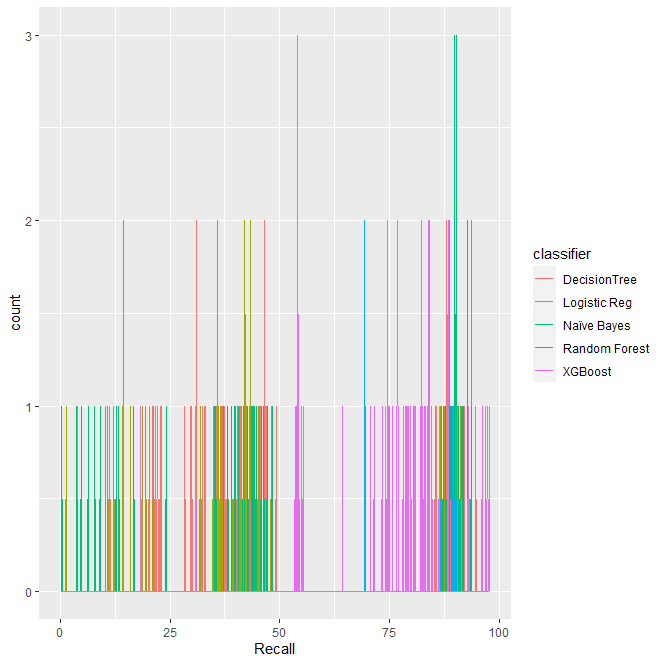 3
2
1
0
count
0
25
50
75
100
Recall
classifier
DecisionTree
Logistic Reg
Naïve Bayes
Random Forest
XGBoost